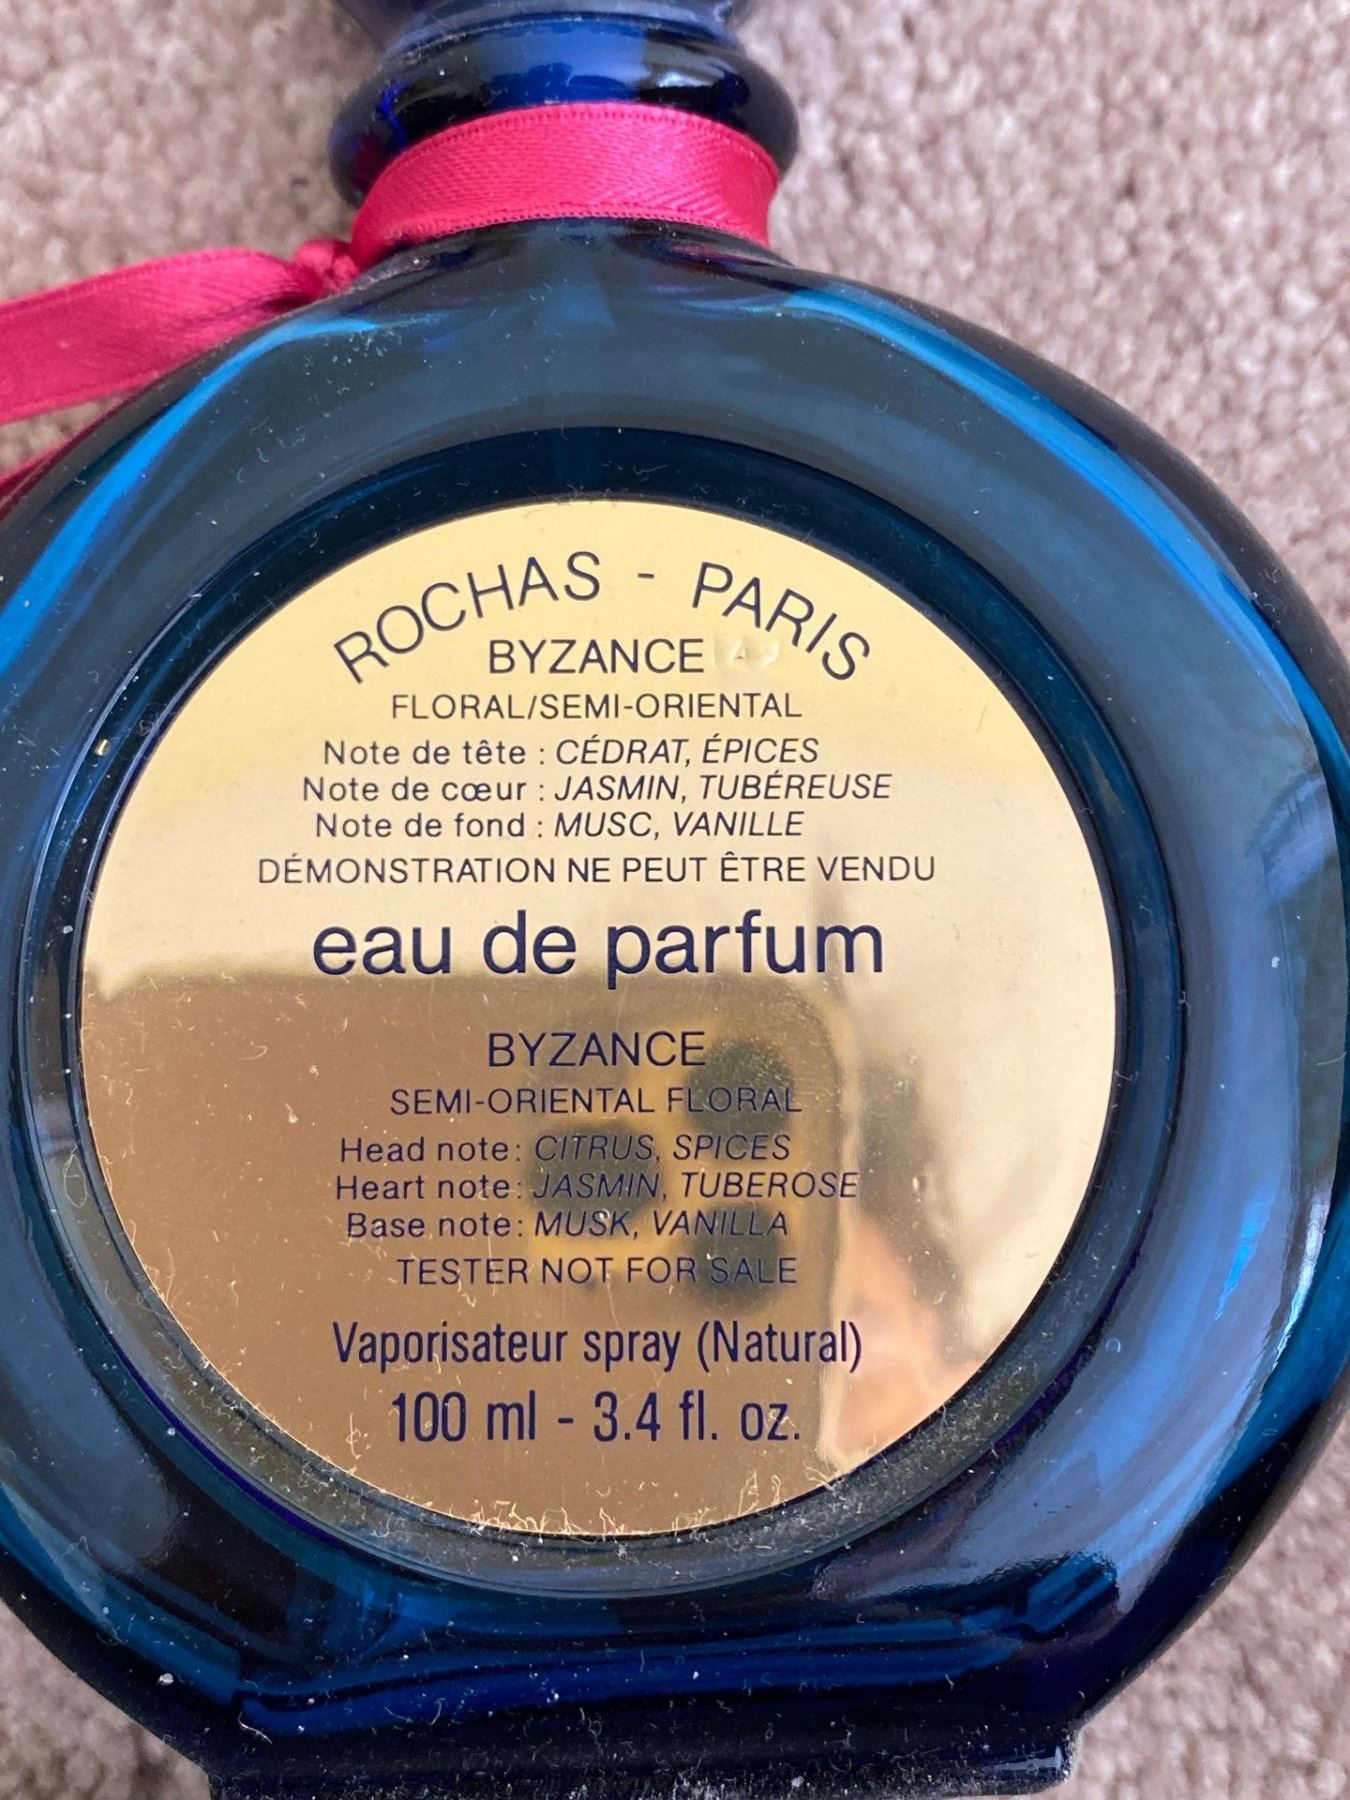 ROCHAS - PARIS
BYZANCE
FLORAL/SEMI-ORIENTAL
Note de tête : CÉDRAT, ÉPICES
Note de cœur : JASMIN, TUBÉREUSE
Note de fond : MUSC, VANILLE
DÉMONSTRATION NE PEUT ÊTRE VENDU
eau de parfum
BYZANCE
SEMI-ORIENTAL FLORAL
Head note: CITRUS, SPICES
Heart note: JASMIN, TUBEROSE
Base note: MUSK, VANILLA
TESTER NOT FOR SALE
Vaporisateur spray (Natural)
100 ml - 3.4 fl. oz.